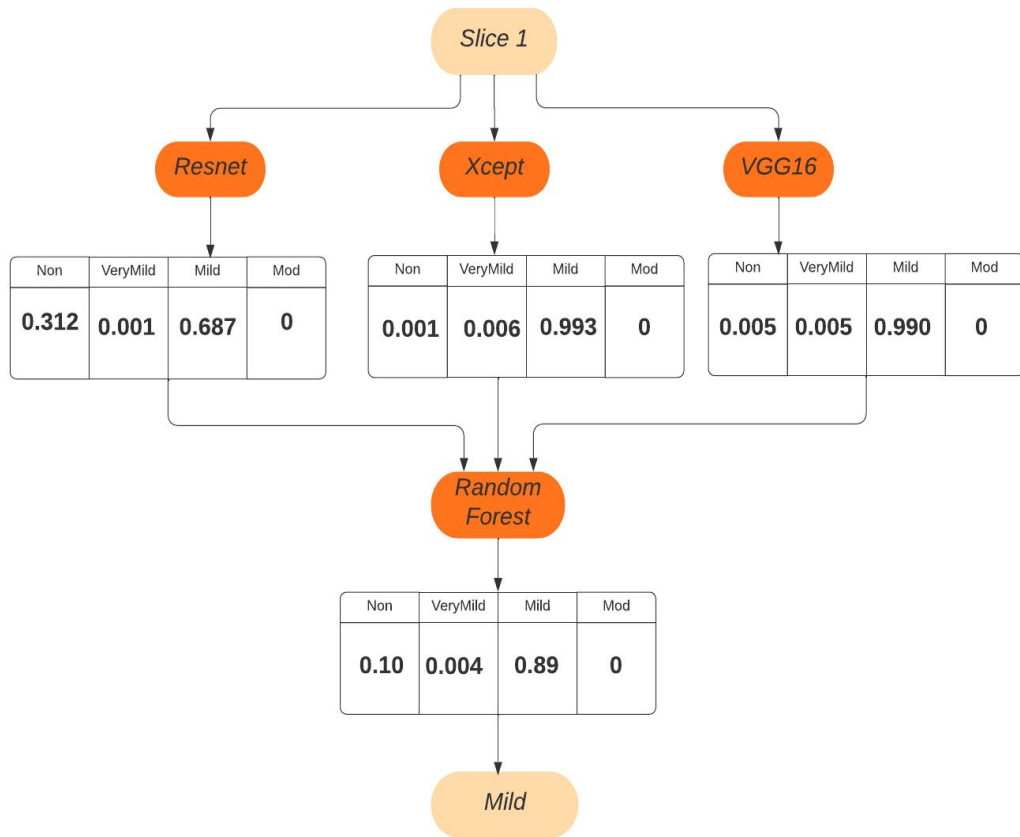 Slice 1
Resnet
Xcept
VGG16
Non VeryMild Mild Mod
0.312 0.001 0.687 0
Non VeryMild Mild Mod
0.001 0.006 0.993 0
Non VeryMild Mild Mod
0.005 0.005 0.990 0
Random
Forest
Non VeryMild Mild Mod
0.10 0.004 0.89 0
Mild